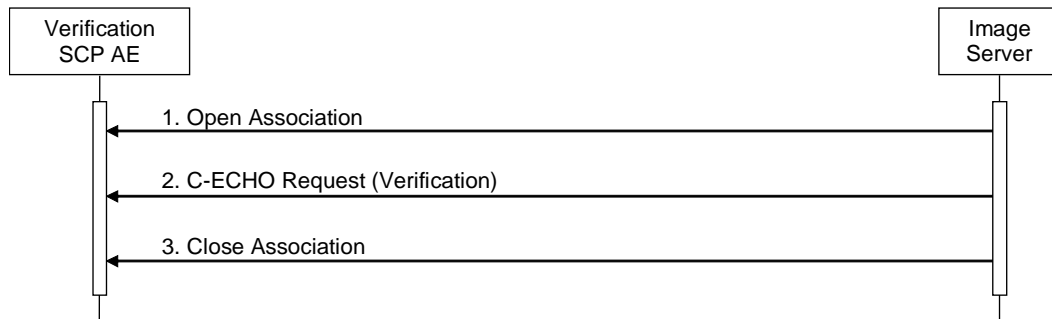 Verification
SCP AE
Image
Server
1. Open Association
2. C-ECHO Request (Verification)
3. Close Association